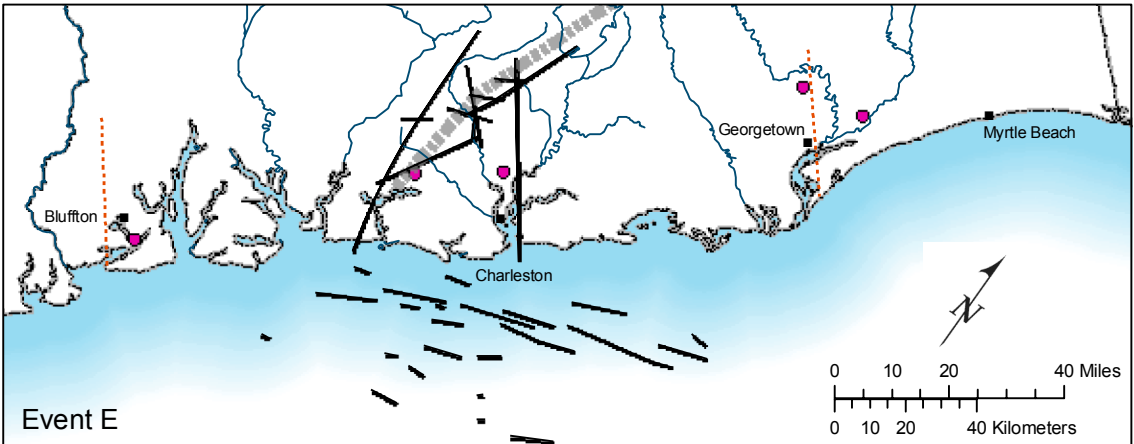 Georgetown
Myrtle Beach
Bluffton
Charleston
N
0 10 20 40 Miles
0 10 20 40 Kilometers
Event E